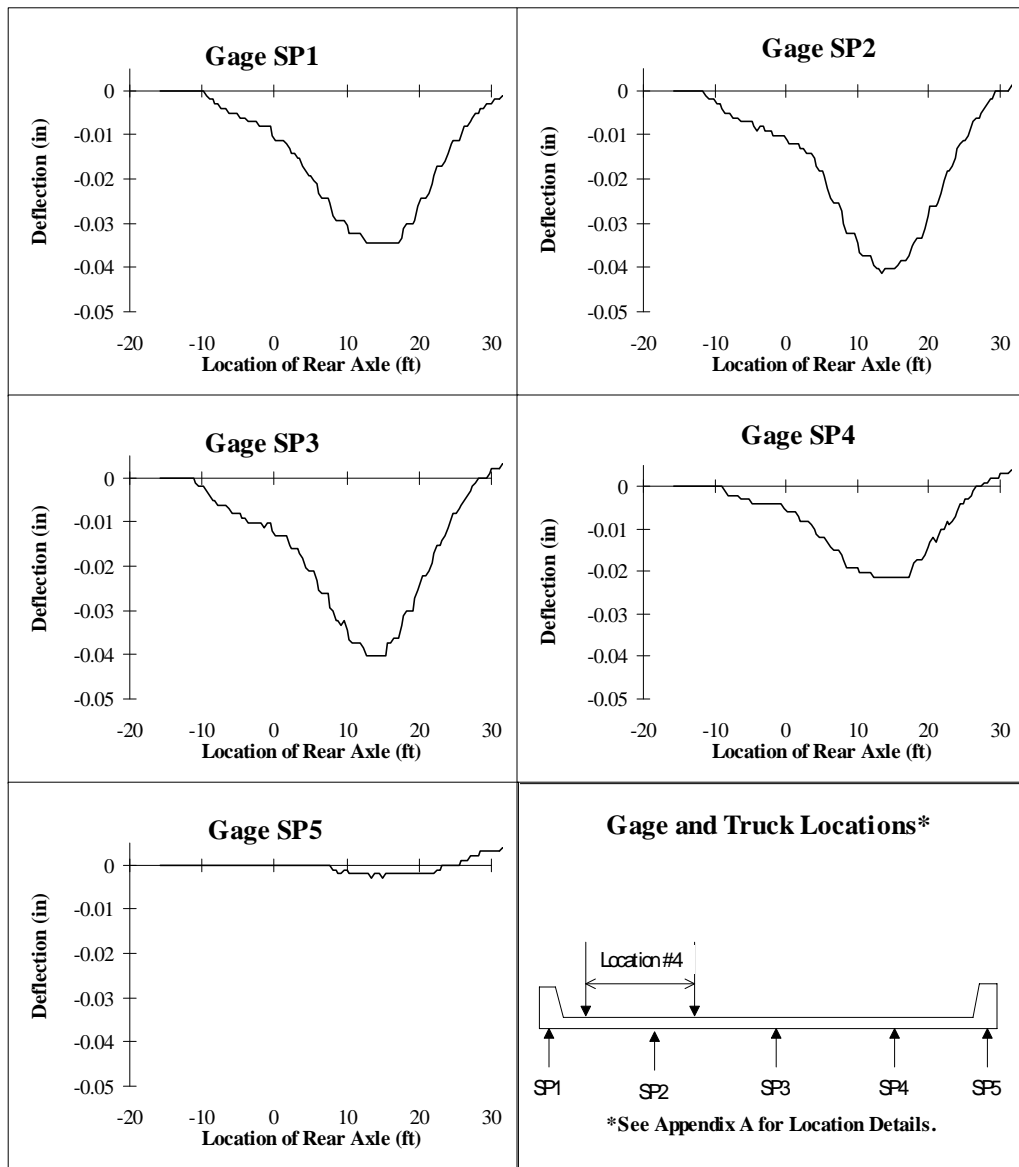 Gage SP1
0
-0.01
-0.02
-0.03
-0.04
-0.05
Deflection (in)
-20 -10 0 10 20 30
Location of Rear Axle (ft)
Gage SP2
0
-0.01
-0.02
-0.03
-0.04
-0.05
Deflection (in)
-20 -10 0 10 20 30
Location of Rear Axle (ft)
Gage SP3
0
-0.01
-0.02
-0.03
-0.04
-0.05
Deflection (in)
-20 -10 0 10 20 30
Location of Rear Axle (ft)
Gage SP4
0
-0.01
-0.02
-0.03
-0.04
-0.05
Deflection (in)
-20 -10 0 10 20 30
Location of Rear Axle (ft)
Gage SP5
0
-0.01
-0.02
-0.03
-0.04
-0.05
Deflection (in)
-20 -10 0 10 20 30
Location of Rear Axle (ft)
Gage and Truck Locations*
Location #4
SP1 SP2 SP3 SP4 SP5
*See Appendix A for Location Details.